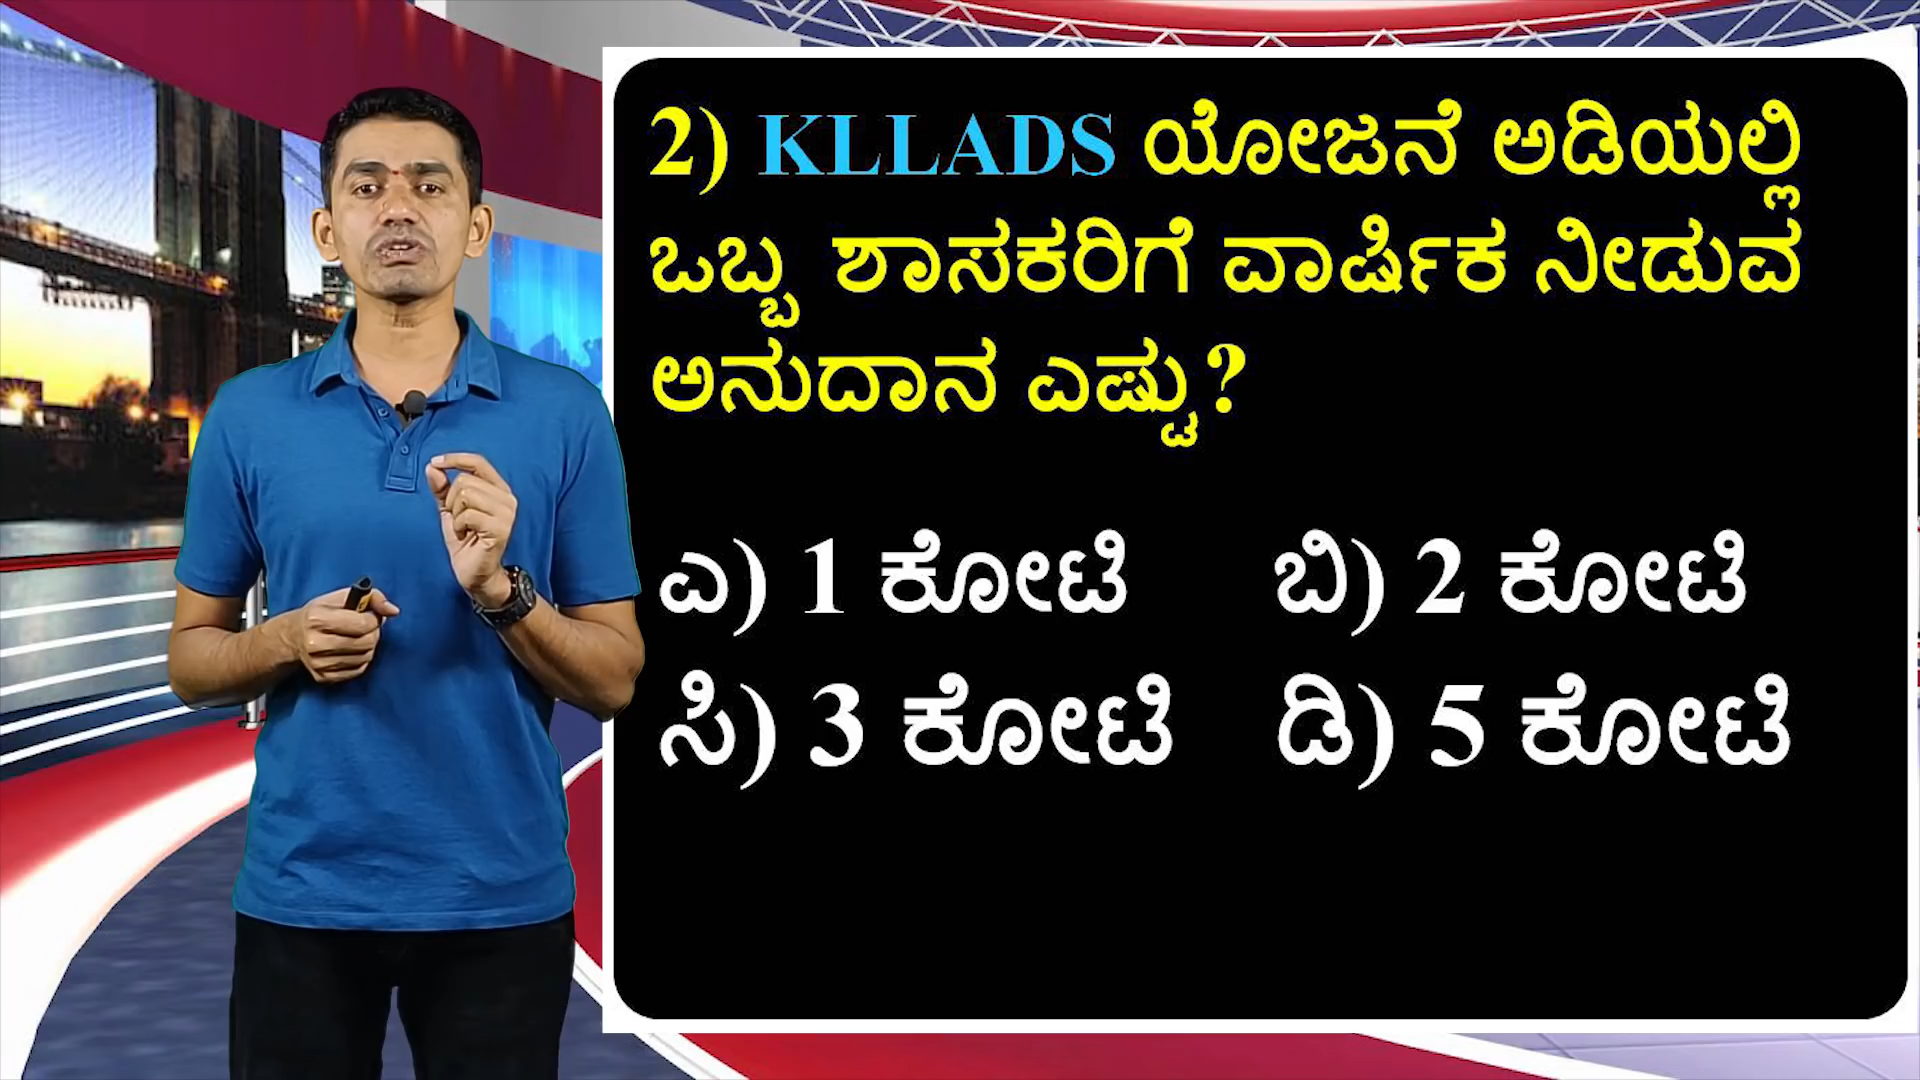 2) KLLADS ಯೋಜನೆ ಅಡಿಯಲ್ಲಿ
ಒಬ್ಬ ಶಾಸಕರಿಗೆ ವಾರ್ಷಿಕ ನೀಡುವ
ಅನುದಾನ ಎಷ್ಟು?
ಎ) 1 ಕೋಟಿ ಬಿ) 2 ಕೋಟಿ
ಸಿ) 3 ಕೋಟಿ ಡಿ) 5 ಕೋಟಿ